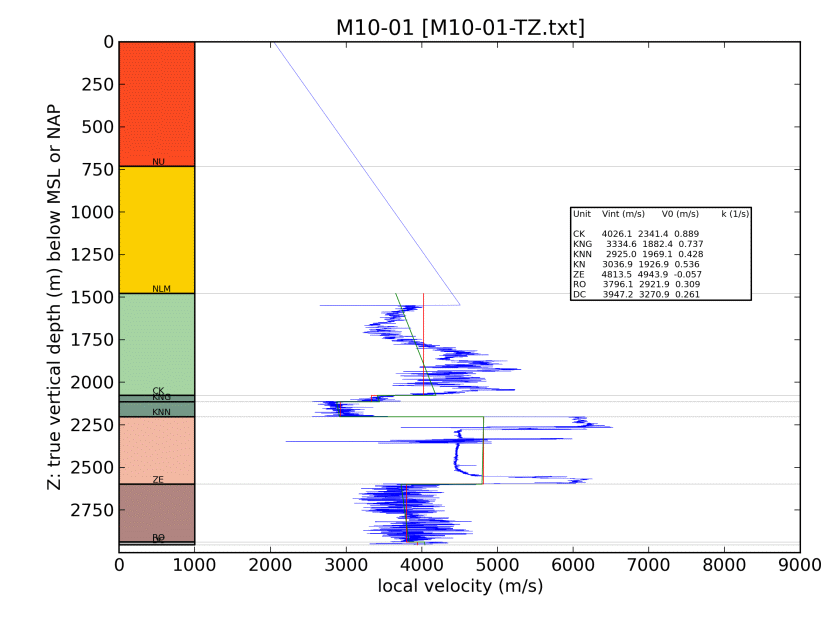 M10-01 [M10-01-TZ.txt]
Z: true vertical depth (m) below MSL or NAP
0
250
500
750
1000
1250
1500
1750
2000
2250
2500
2750
NU
NLM
CK
KNG
KNN
ZE
RO
DC
Unit Vint (m/s) V0 (m/s) k (1/s)
CK 4026.1 2341.4 0.889
KNG 3334.6 1882.4 0.737
KNN 2925.0 1969.1 0.428
KN 3036.9 1926.9 0.536
ZE 4813.5 4943.9 -0.057
RO 3796.1 2921.9 0.309
DC 3947.2 3270.9 0.261
0 1000 2000 3000 4000 5000 6000 7000 8000 9000
local velocity (m/s)